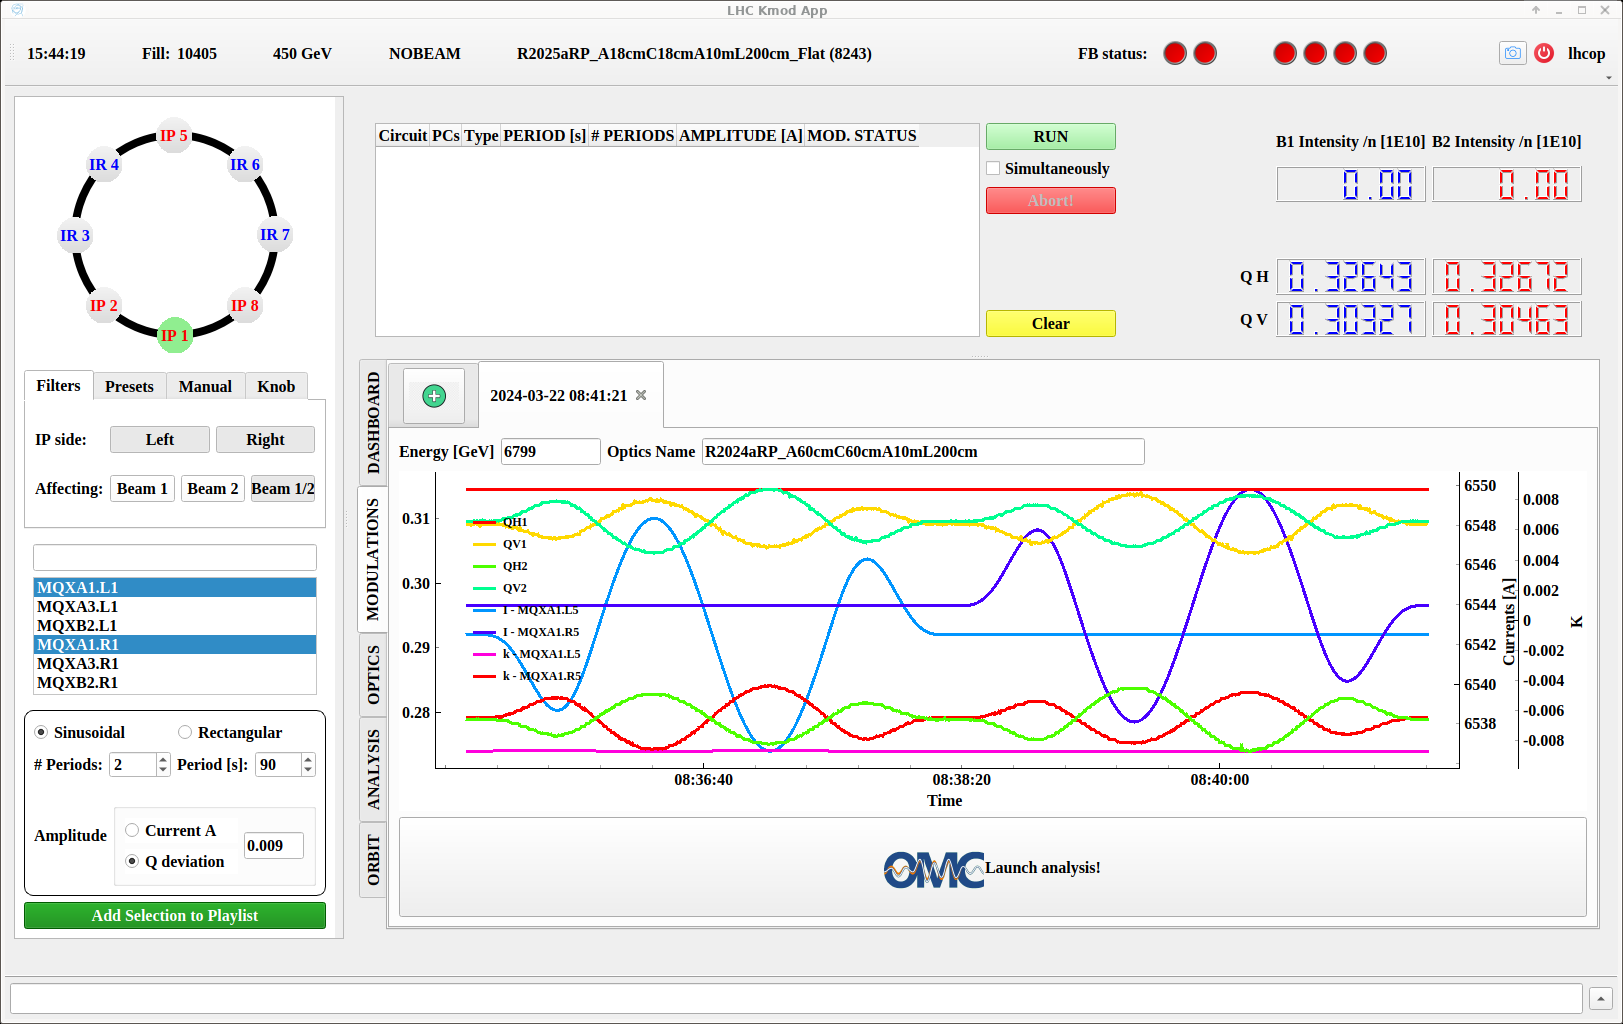 LHC Kmod App
15:44:19 Fill: 10405 450 GeV NOBEAM R2025aRP_A18cmC18cmA10mL200cm_Flat (8243) FB status: lhcop
IP 5
IR 4 IR 6
IR 3 IR 7
IP 2 IP 8
IP 1
Filters Presets Manual Knob
IP side: Left Right
Affecting: Beam 1 Beam 2 Beam 1/2
MQXA1.L1
MQXA3.L1
MQXB2.L1
MQXA1.R1
MQXA3.R1
MQXB2.R1
Sinusoidal Rectangular
# Periods: 2 Period [s]: 90
Amplitude
Current A
Q deviation
0.009
Add Selection to Playlist
Circuit PCs Type PERIOD [s] # PERIODS AMPLITUDE [A] MOD. STATUS
RUN
Simultaneously
Abort!
Clear
B1 Intensity /n [1E10] B2 Intensity /n [1E10]
0.00 0.00
Q H 0.32643 0.32672
Q V 0.30327 0.30463
DASHBOARD
MODULATIONS
OPTICS
ANALYSIS
ORBIT
2024-03-22 08:41:21
Energy [GeV] 6799 Optics Name R2024aRP_A60cmC60cmA10mL200cm
0.31
0.30
0.29
0.28
QH1
QV1
QH2
QV2
I - MQXA1.L5
I - MQXA1.R5
k - MQXA1.L5
k - MQXA1.R5
6550
6548
6546
6544
6542
6540
6538
Currents [A]
0.008
0.006
0.004
0.002
0
-0.002
-0.004
-0.006
-0.008
K
08:36:40 08:38:20 08:40:00
Time
OMC Launch analysis!